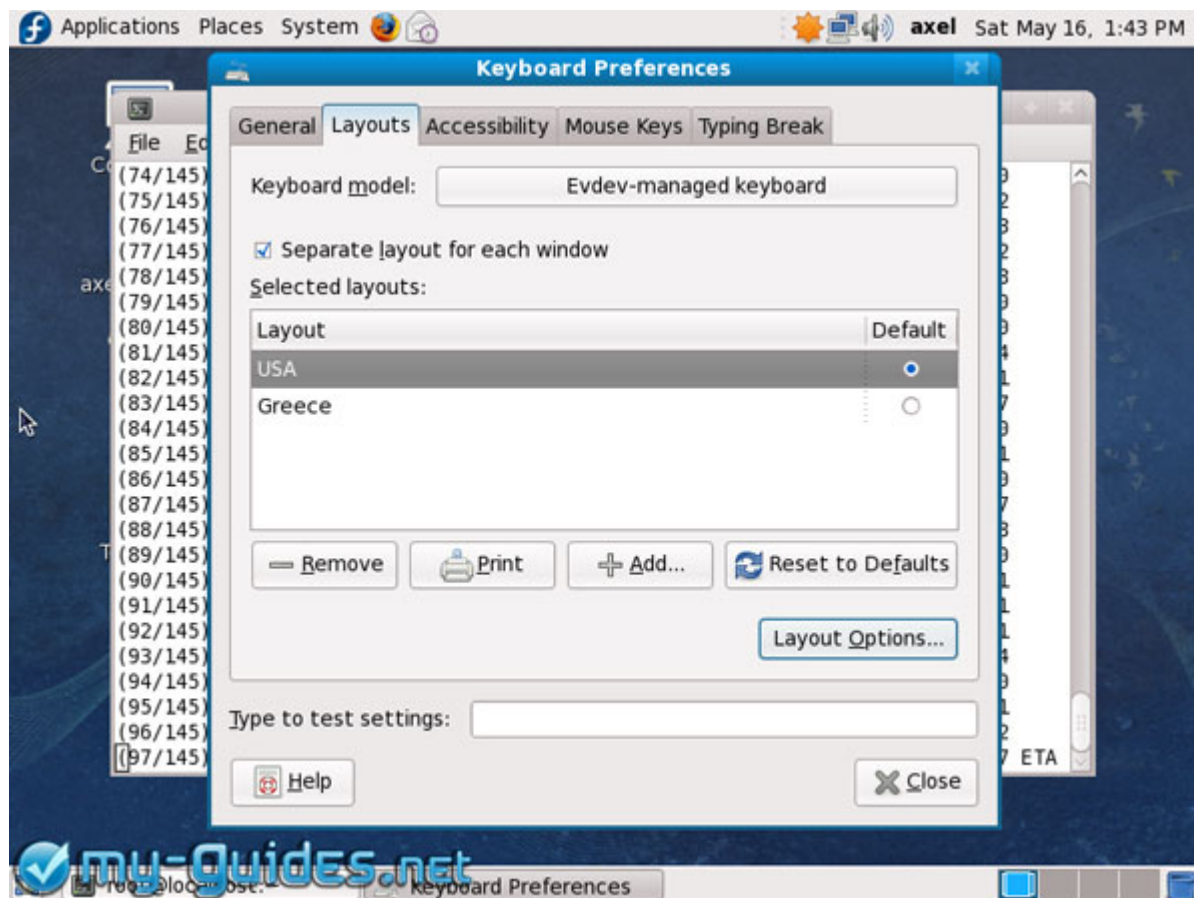 Applications Places System axel Sat May 16, 1:43 PM
Keyboard Preferences
File
General Layouts Accessibility Mouse Keys Typing Break
Keyboard model: Evdev-managed keyboard
Separate layout for each window
Selected layouts:
Layout Default
USA
Greece
Remove Print Add... Reset to Defaults
Layout Options...
Type to test settings:
Help Close
(74/145)
(75/145)
(76/145)
(77/145)
(78/145)
(79/145)
(80/145)
(81/145)
(82/145)
(83/145)
(84/145)
(85/145)
(86/145)
(87/145)
(88/145)
(89/145)
(90/145)
(91/145)
(92/145)
(93/145)
(94/145)
(95/145)
(96/145)
(97/145) ETA
my-guides.net
Keyboard Preferences